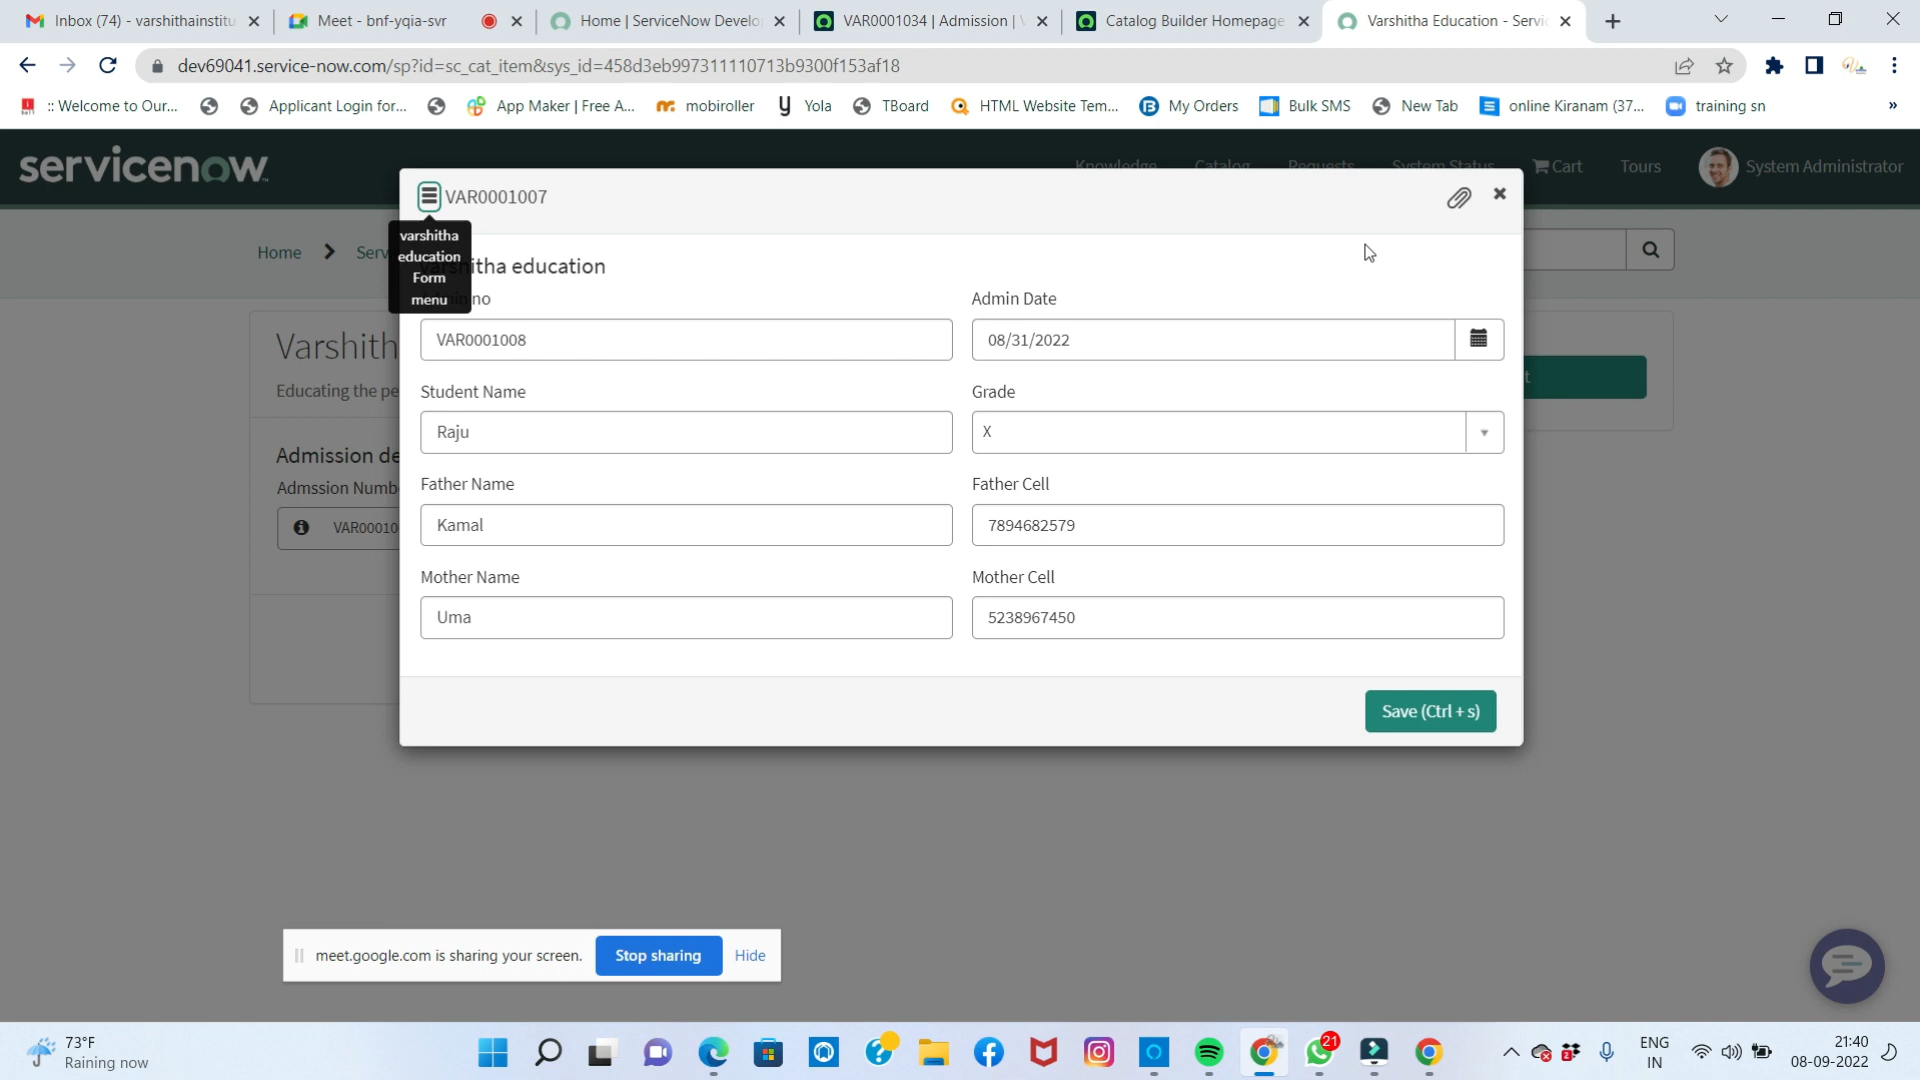 Inbox (74) - varshithainstitu
Meet - bnf-yqia-svr
Home | ServiceNow Develo
VAR0001034 | Admission | V
Catalog Builder Homepage
Varshitha Education - Servic
dev69041.service-now.com/sp?id=sc_cat_item&sys_id=458d3eb997311110713b9300f153af18
:: Welcome to Our...
Applicant Login for...
App Maker | Free A...
mobiroller
Yola
TBoard
HTML Website Tem...
My Orders
Bulk SMS
New Tab
online Kiranam (37...
training sn
»
servicenow
Knowledge
Catalog
Requests
System Status
Cart
Tours
System Administrator
VAR0001007
varshitha
education
Form
menu
Home
Serv
itha education
no
Admin Date
VAR0001008
08/31/2022
Varshith
Educating the pe
Student Name
Grade
Raju
X
Admission de
Admssion Numb
VAR00010
Father Name
Father Cell
Kamal
7894682579
Mother Name
Mother Cell
Uma
5238967450
Save (Ctrl + s)
t
meet.google.com is sharing your screen.
Stop sharing
Hide
73°F
Raining now
21
ENG
IN
21:40
08-09-2022